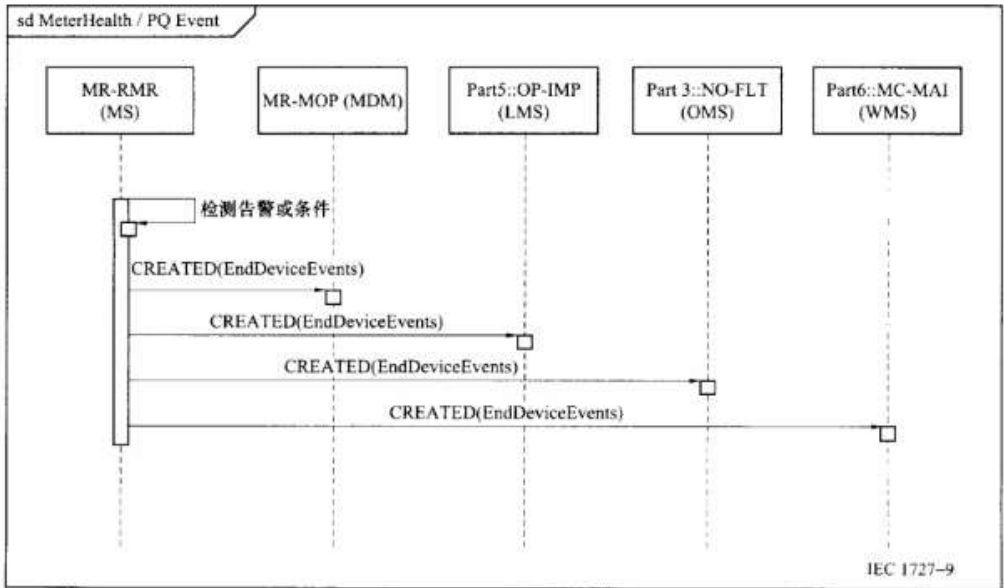 sd MeterHealth / PQ Event
MR-RMR
(MS)
MR-MOP (MDM)
Part5::OP-IMP
(LMS)
Part 3::NO-FLT
(OMS)
Part6::MC-MAI
(WMS)
检测告警或条件
CREATED(EndDeviceEvents)
CREATED(EndDeviceEvents)
CREATED(EndDeviceEvents)
CREATED(EndDeviceEvents)
IEC 1727–9